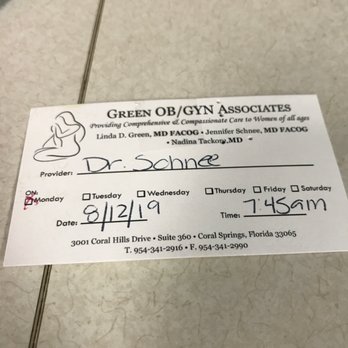 GREEN OB/GYN ASSOCIATES
Providing Comprehensive & Compassionate Care to Women of all ages
Linda D. Green, MD FACOG • Jennifer Schnee, MD FACOG
• Nadina Tackory, MD
Provider: Dr. Schnee
ON:
Monday Tuesday Wednesday Thursday Friday Saturday
Date: 8/12/19 Time: 7:45am
3001 Coral Hills Drive • Suite 360 • Coral Springs, Florida 33065
T. 954-341-2916 • F. 954-341-2990